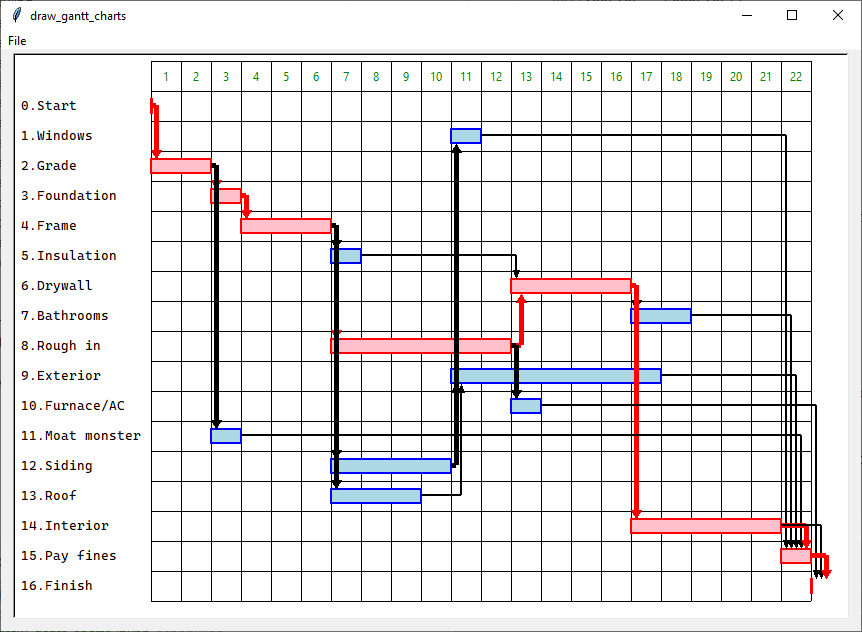 draw_gantt_charts
File
1 2 3 4 5 6 7 8 9 10 11 12 13 14 15 16 17 18 19 20 21 22
0.Start
1.Windows
2.Grade
3.Foundation
4.Frame
5.Insulation
6.Drywall
7.Bathrooms
8.Rough in
9.Exterior
10.Furnace/AC
11.Moat monster
12.Siding
13.Roof
14.Interior
15.Pay fines
16.Finish